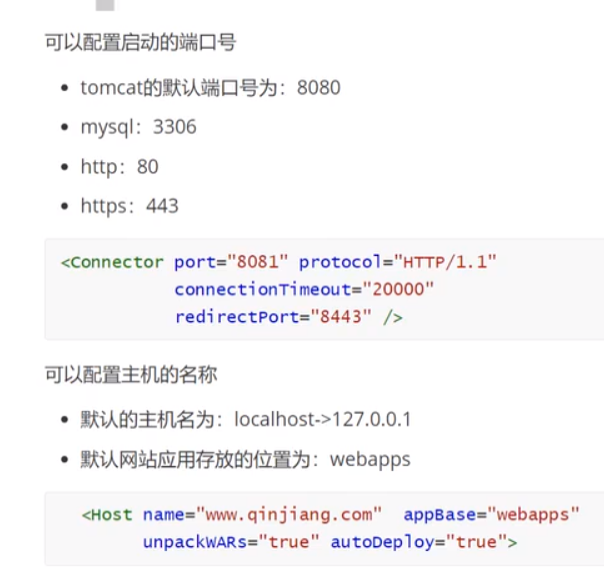 可以配置启动的端口号
tomcat的默认端口号为：8080
mysql：3306
http：80
https：443
<Connector port="8081" protocol="HTTP/1.1"
connectionTimeout="20000"
redirectPort="8443" />
可以配置主机的名称
默认的主机名为：localhost->127.0.0.1
默认网站应用存放的位置为：webapps
<Host name="www.qinjiang.com"  appBase="webapps"
unpackWARs="true" autoDeploy="true">